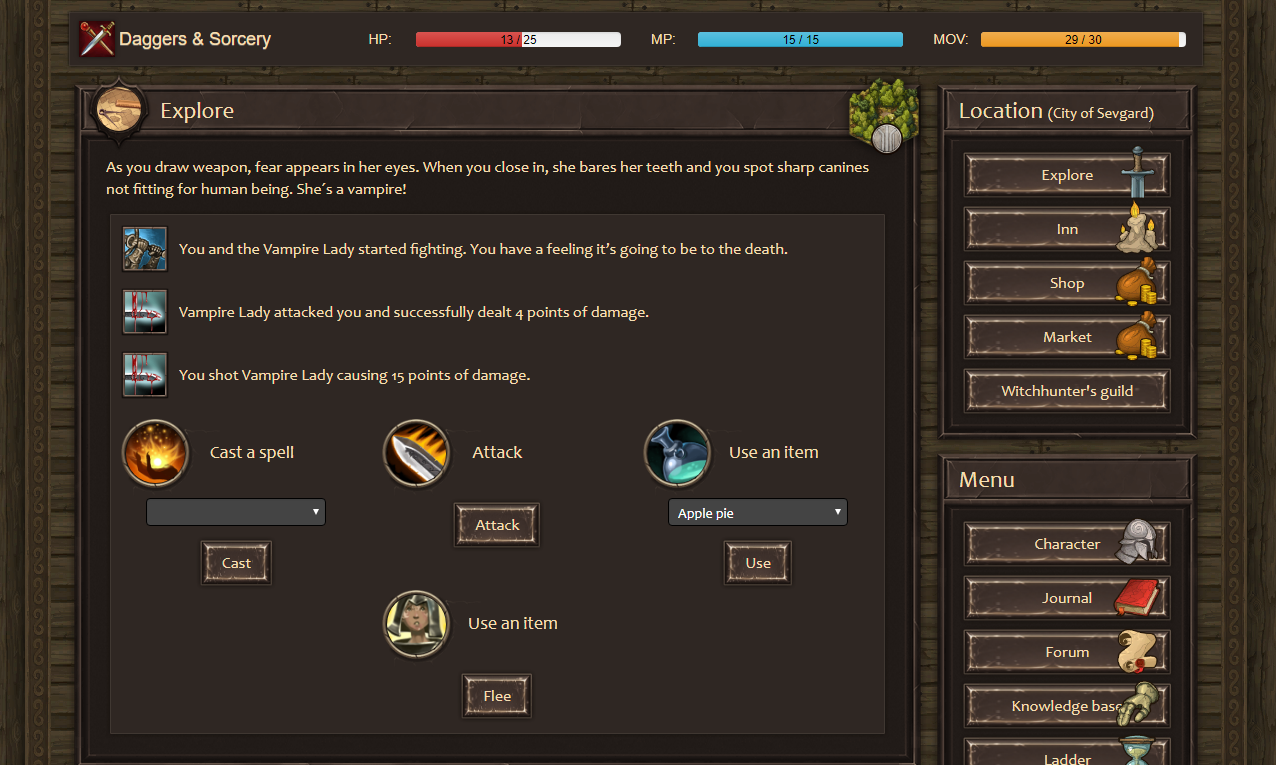 Daggers & Sorcery
HP:
13 / 25
MP:
15 / 15
MOV:
29 / 30
Explore
As you draw weapon, fear appears in her eyes. When you close in, she bares her teeth and you spot sharp canines
not fitting for human being. She´s a vampire!
You and the Vampire Lady started fighting. You have a feeling it's going to be to the death.
Vampire Lady attacked you and successfully dealt 4 points of damage.
You shot Vampire Lady causing 15 points of damage.
Cast a spell
Attack
Use an item
Apple pie
Attack
Cast
Use
Use an item
Flee
Location (City of Sevgard)
Explore
Inn
Shop
Market
Witchhunter's guild
Menu
Character
Journal
Forum
Knowledge base
Ladder